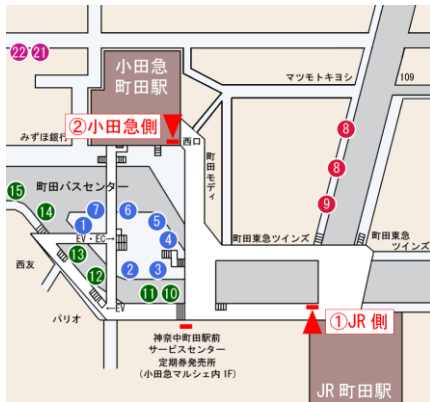 22 21
小田急
町田駅
マツモトキヨシ
109
②小田急側
8
みずほ銀行
西口
町田モディ
8
15
町田バスセンター
14
7
6
5
9
1
4
町田東急ツインズ
町田東急
ツインズ
EV・EC→
13
西友
12
2
3
11
10
←EV
パリオ
①JR 側
神奈中町田駅前
サービスセンター
定期券発売所
(小田急マルシェ内 1F)
JR 町田駅